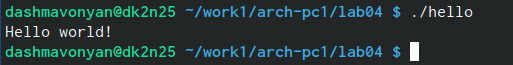 dashmavonyan@dk2n25 ~/work1/arch-pc1/lab04 $ ./hello
Hello world!
dashmavonyan@dk2n25 ~/work1/arch-pc1/lab04 $